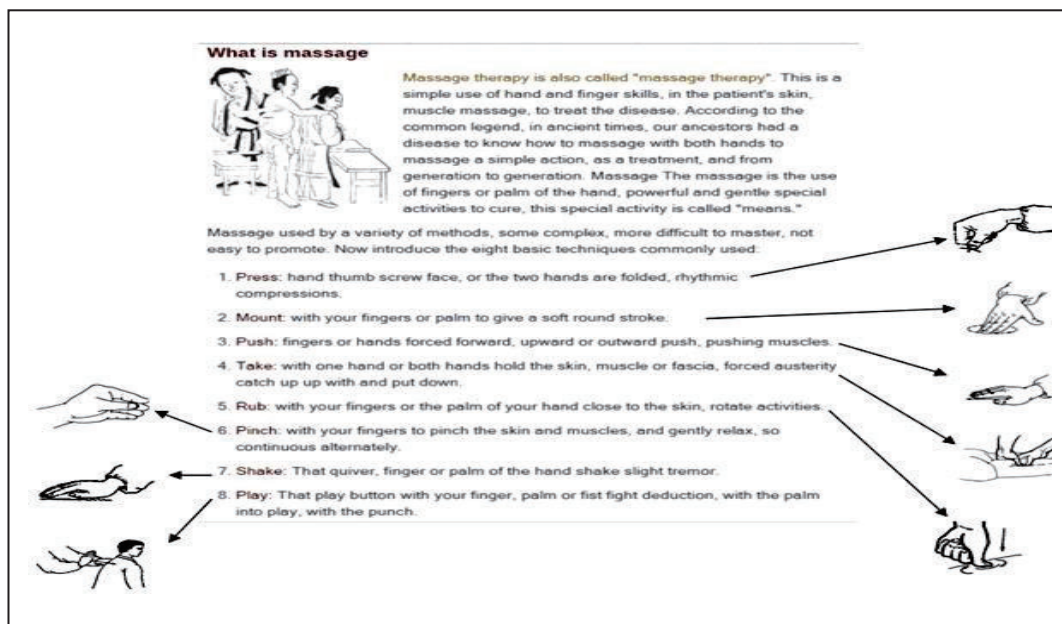 What is massage
Massage therapy is also called "massage therapy". This is a
simple use of hand and finger skills, in the patient's skin,
muscle massage, to treat the disease. According to the
common legend, in ancient times, our ancestors had a
disease to know how to massage with both hands to
massage a simple action, as a treatment, and from
generation to generation. Massage The massage is the use
of fingers or palm of the hand, powerful and gentle special
activities to cure, this special activity is called "means."
Massage used by a variety of methods, some complex, more difficult to master, not
easy to promote. Now introduce the eight basic techniques commonly used:
1. Press: hand thumb screw face, or the two hands are folded, rhythmic
compressions.
2. Mount: with your fingers or palm to give a soft round stroke.
3. Push: fingers or hands forced forward, upward or outward push, pushing muscles.
4. Take: with one hand or both hands hold the skin, muscle or fascia, forced austerity
catch up up with and put down.
5. Rub: with your fingers or the palm of your hand close to the skin, rotate activities.
6. Pinch: with your fingers to pinch the skin and muscles, and gently relax, so
continuous alternately.
7. Shake: That quiver, finger or palm of the hand shake slight tremor.
8. Play: That play button with your finger, palm or fist fight deduction, with the palm
into play, with the punch.